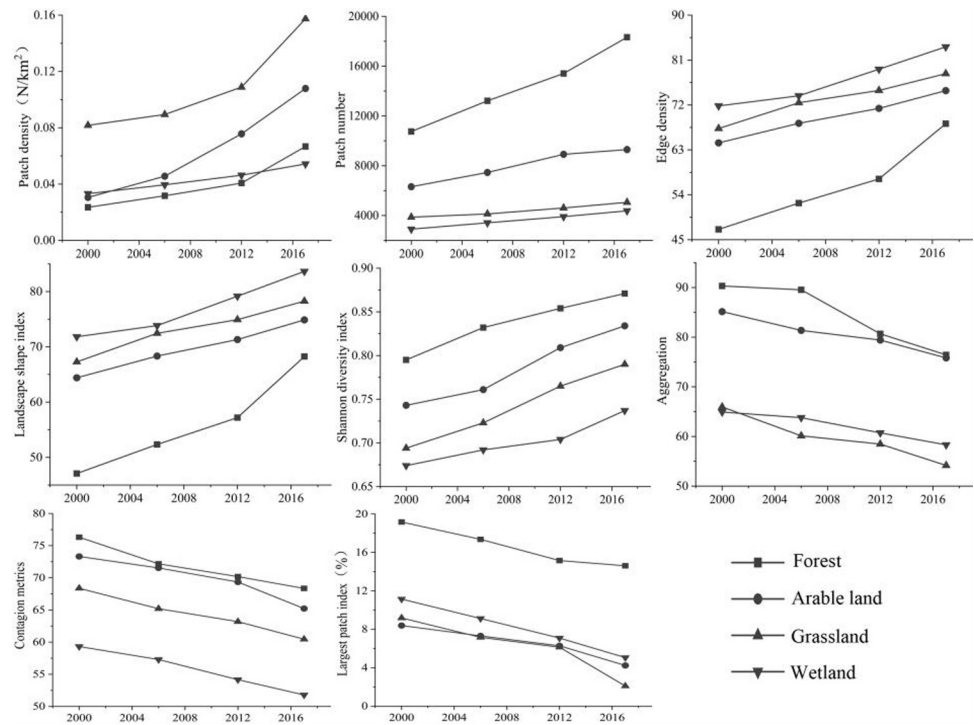 Patch density（N/km²）
0.16
0.12
0.08
0.04
0.00
2000 2004 2008 2012 2016
Patch number
20000
16000
12000
8000
4000
2000 2004 2008 2012 2016
Edge density
90
81
72
63
54
45
2000 2004 2008 2012 2016
Landscape shape index
80
70
60
50
2000 2004 2008 2012 2016
Shannon diversity index
0.90
0.85
0.80
0.75
0.70
0.65
2000 2004 2008 2012 2016
Aggregation
90
80
70
60
50
2000 2004 2008 2012 2016
Contagion metrics
80
75
70
65
60
55
50
2000 2004 2008 2012 2016
Largest patch index（%）
20
16
12
8
4
0
2000 2004 2008 2012 2016
Forest
Arable land
Grassland
Wetland